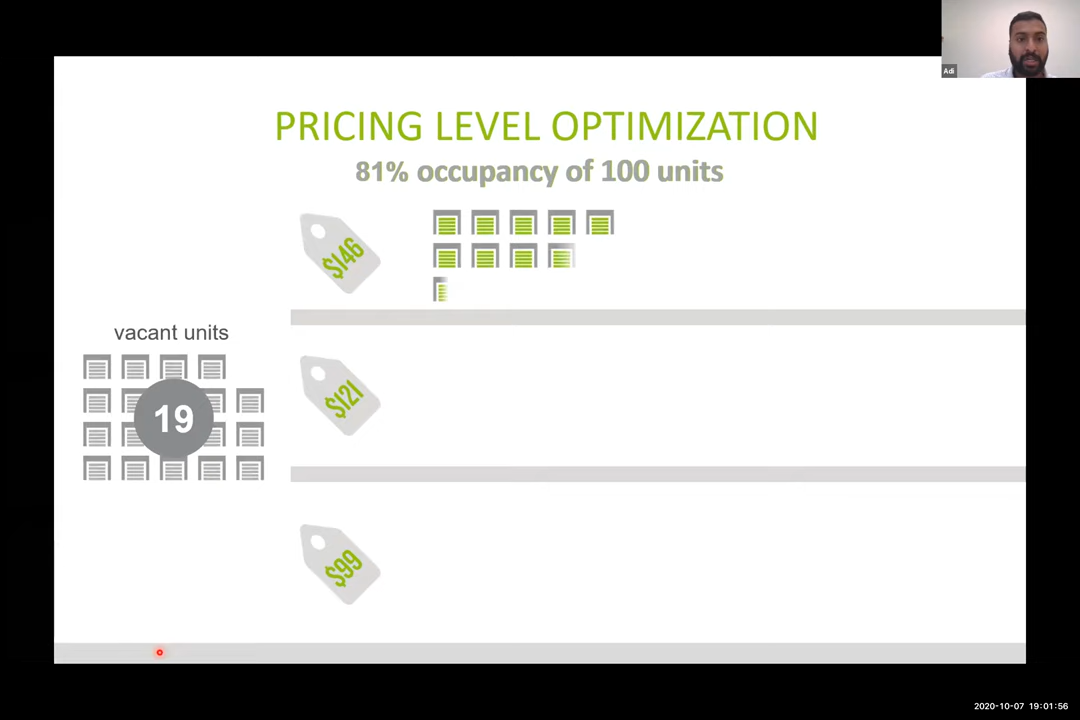 Adi
PRICING LEVEL OPTIMIZATION
81% occupancy of 100 units
$146
vacant units
19
$121
$99
2020-10-07 19:01:56